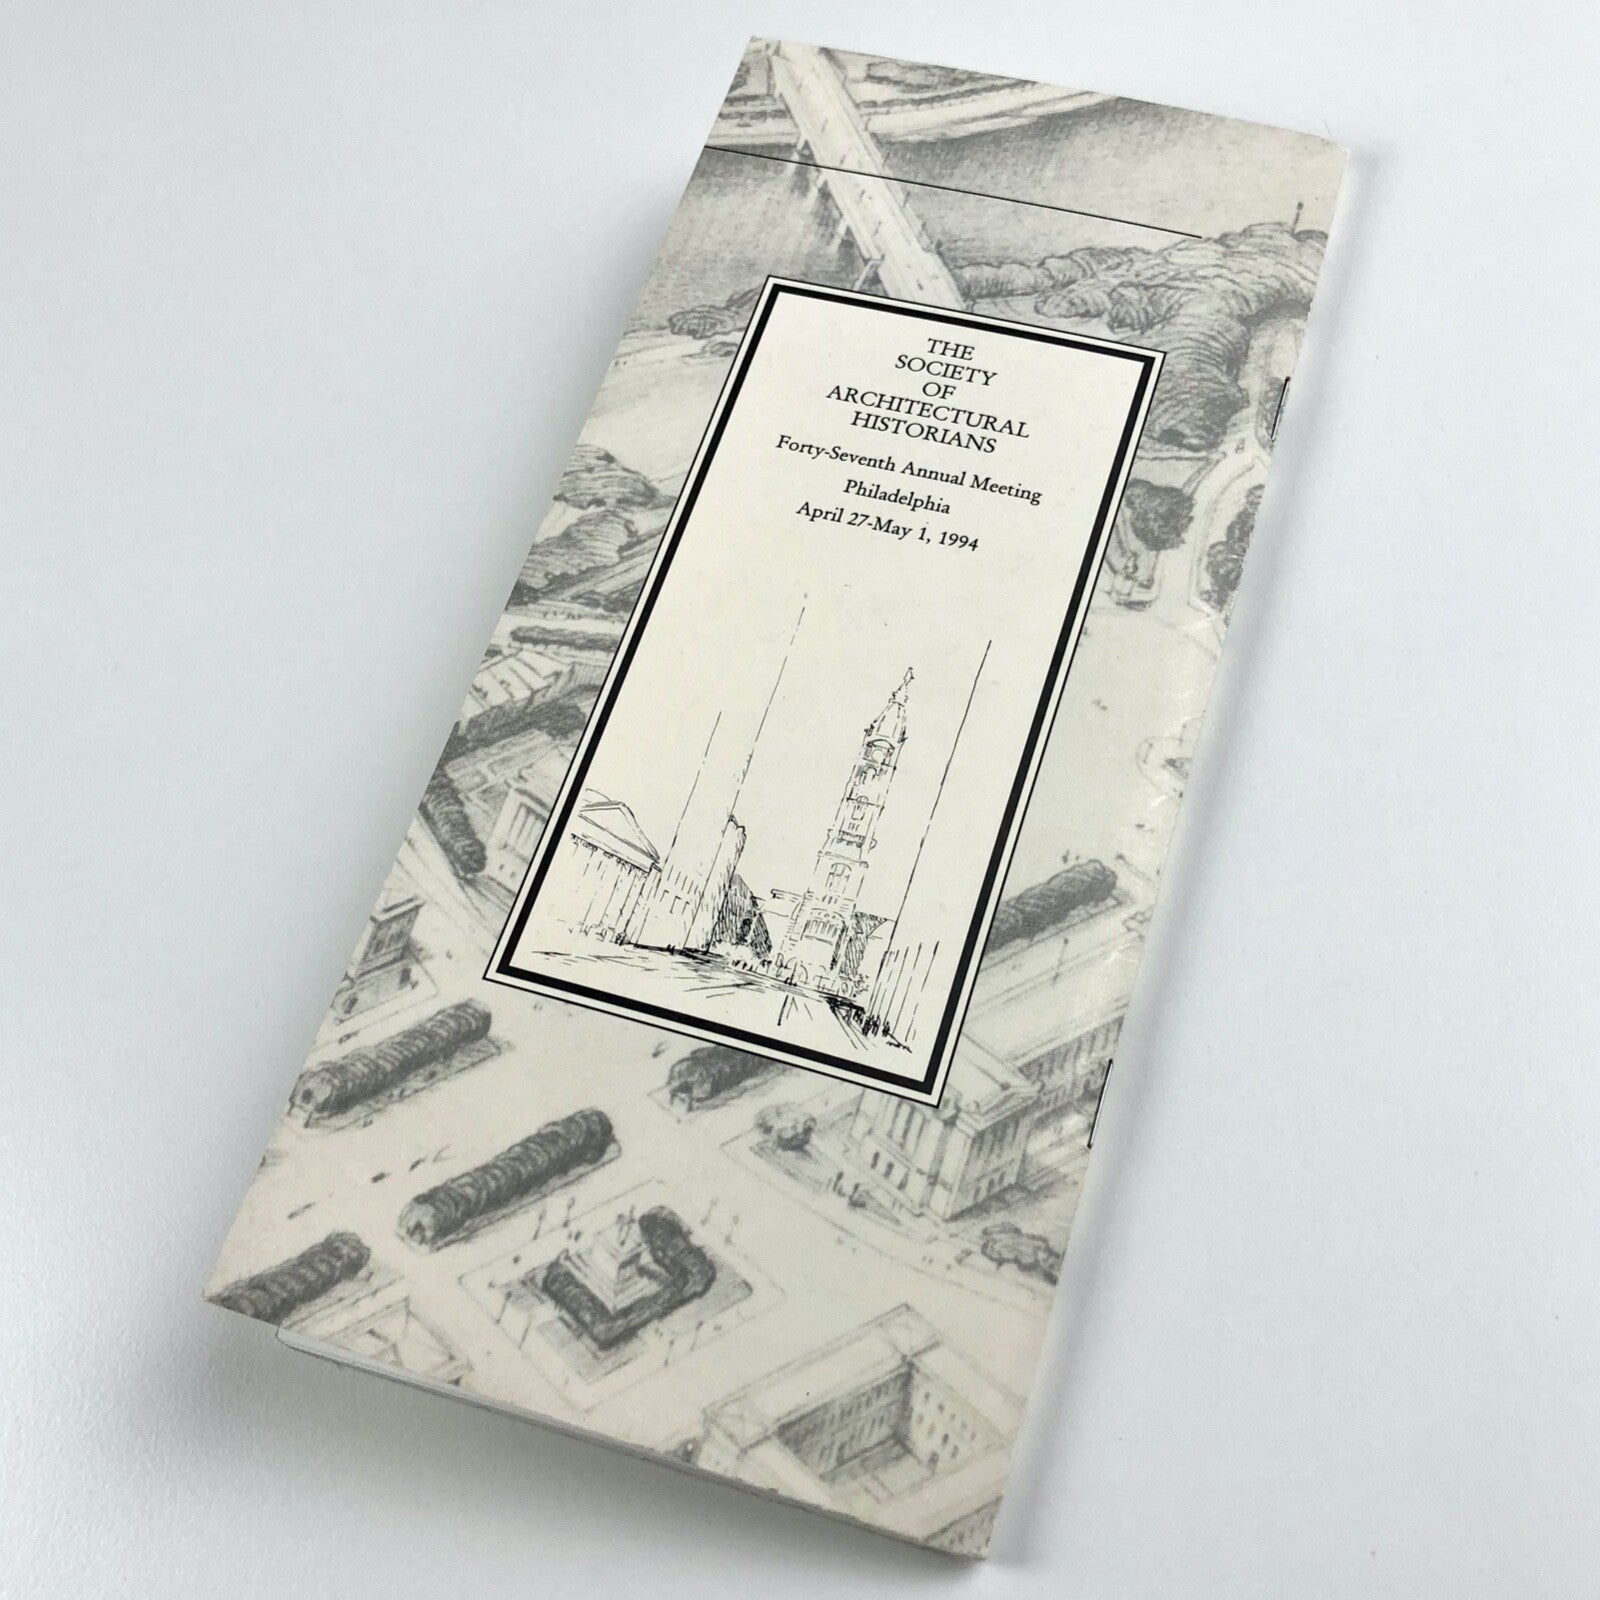 THE
SOCIETY
OF
ARCHITECTURAL
HISTORIANS
Forty-Seventh Annual Meeting
Philadelphia
April 27-May 1, 1994